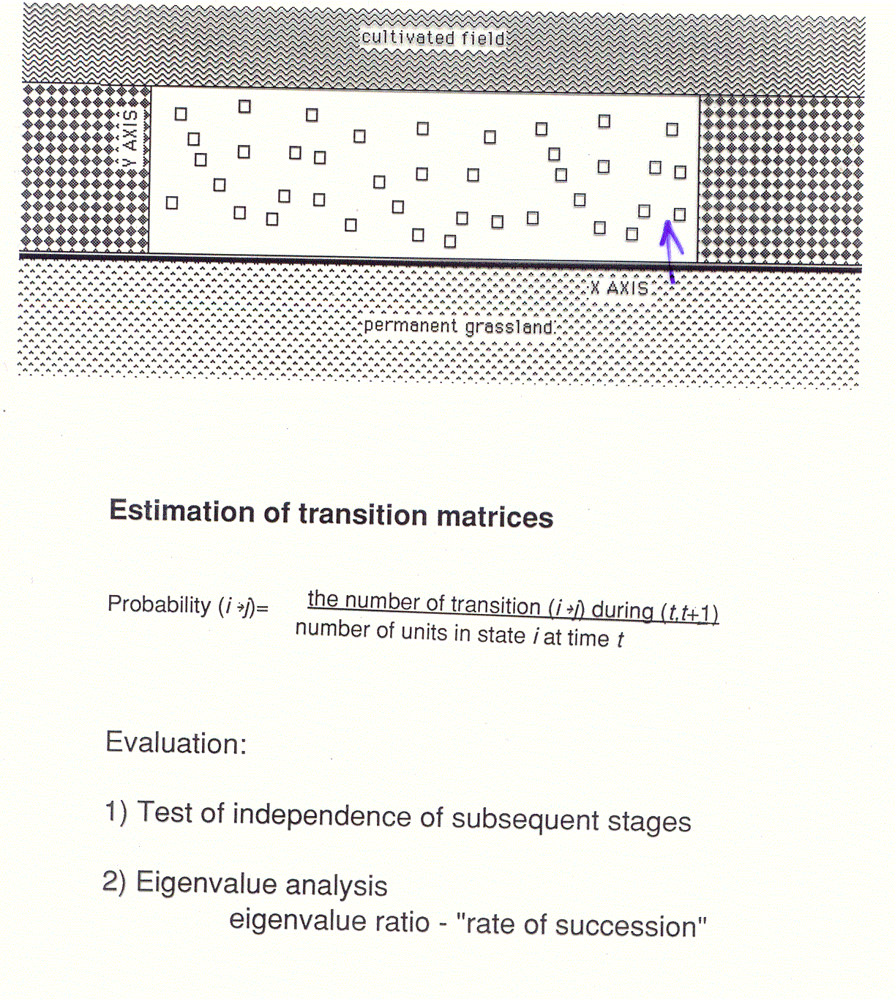 cultivated field
Y AXIS
X AXIS
permanent grassland
Estimation of transition matrices
Probability (i→j)= the number of transition (i→j) during (t,t+1)
number of units in state i at time t
Evaluation:
1) Test of independence of subsequent stages
2) Eigenvalue analysis
eigenvalue ratio - "rate of succession"